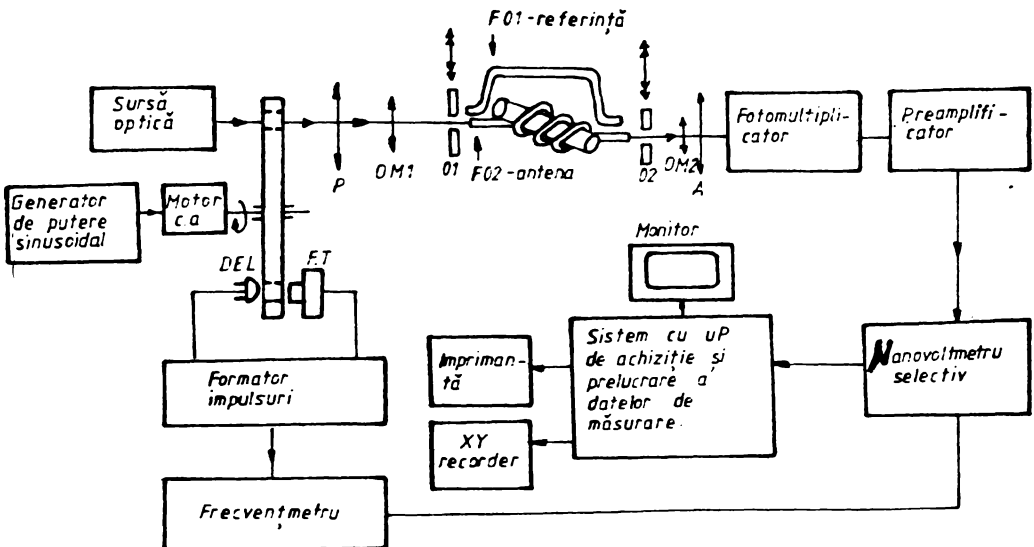 F01-referință
Sursă
optică
P
OM1
01
F02-antena
02
OM2
A
Fotomultipli-
cator
Preamplifi-
cator
Generator
de putere
sinusoidal
Motor
c.a
DEL
F.T
Monitor
Formator
impulsuri
Impriman-
tă
XY
recorder
Sistem cu uP
de achiziție și
prelucrare a
datelor de
măsurare.
Nanovoltmetru
selectiv
Frecvențmetru